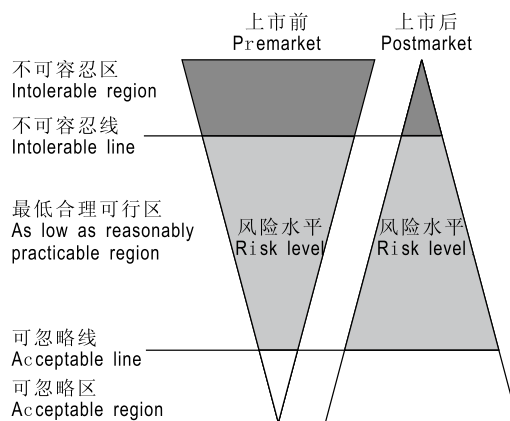 上市前
Premarket
上市后
Postmarket
不可容忍区
Intolerable region
不可容忍线
Intolerable line
最低合理可行区
As low as reasonably
practicable region
风险水平
Risk level
风险水平
Risk level
可忽略线
Acceptable line
可忽略区
Acceptable region